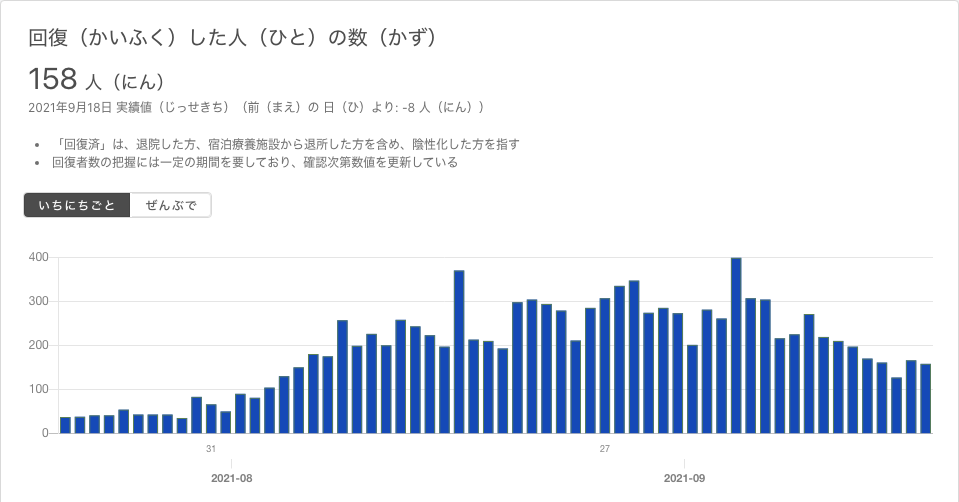 回復（かいふく）した人（ひと）の数（かず）
158 人（にん）
2021年9月18日 実績値（じっせきち）（前（まえ）の 日（ひ）より: -8 人（にん））
• 「回復済」は、退院した方、宿泊療養施設から退所した方を含め、陰性化した方を指す
• 回復者数の把握には一定の期間を要しており、確認次第数値を更新している
いちにちごと ぜんぶで
400
300
200
100
0
31 27
2021-08 2021-09